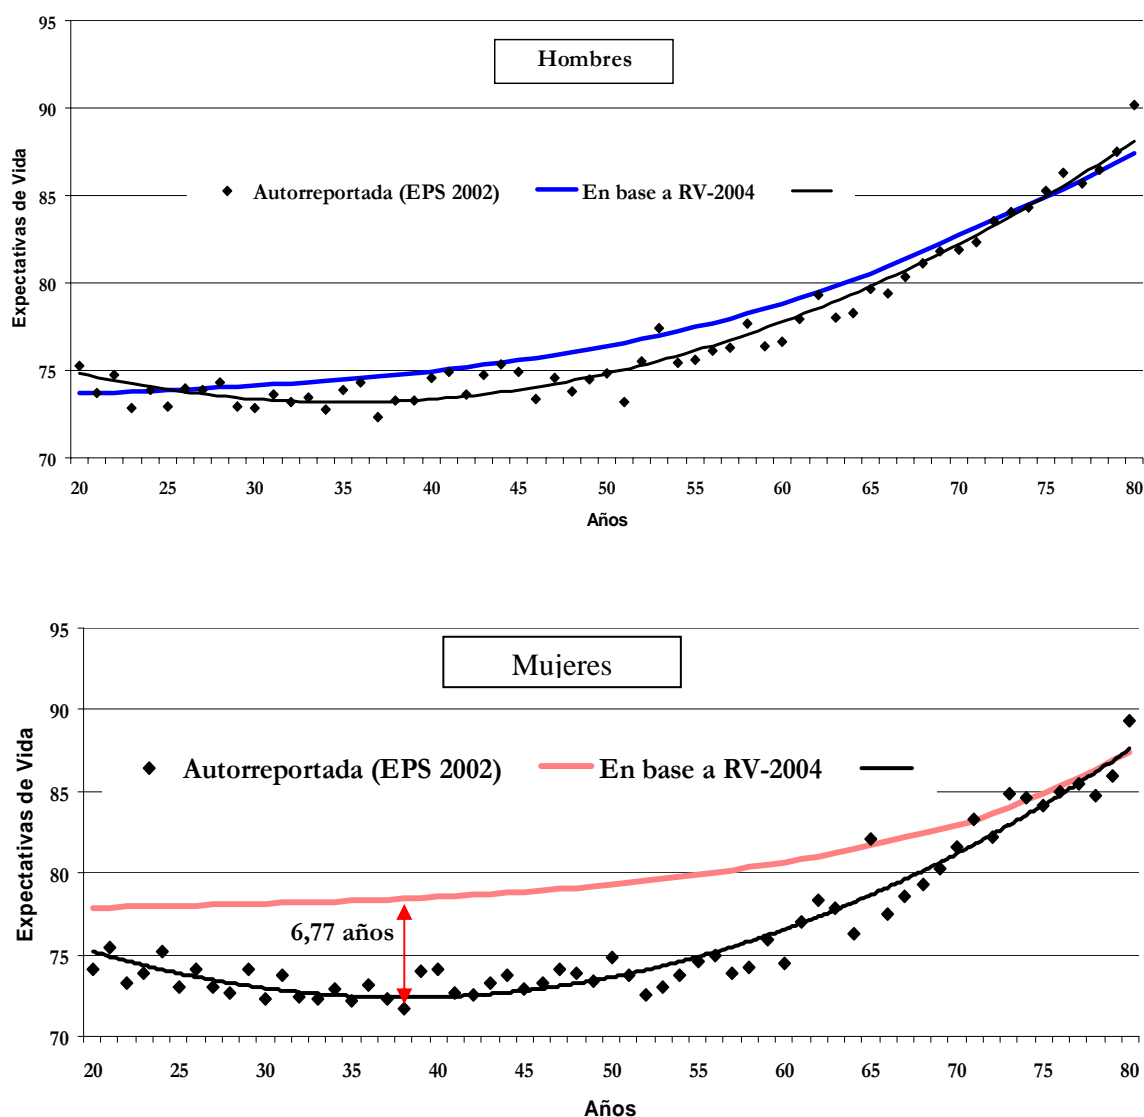 Hombres
Expectativas de Vida
95
90
85
80
75
70
Autorreportada (EPS 2002) En base a RV-2004
20 25 30 35 40 45 50 55 60 65 70 75 80
Años
Mujeres
Expectativas de Vida
95
90
85
80
75
70
Autorreportada (EPS 2002) En base a RV-2004
6,77 años
20 25 30 35 40 45 50 55 60 65 70 75 80
Años